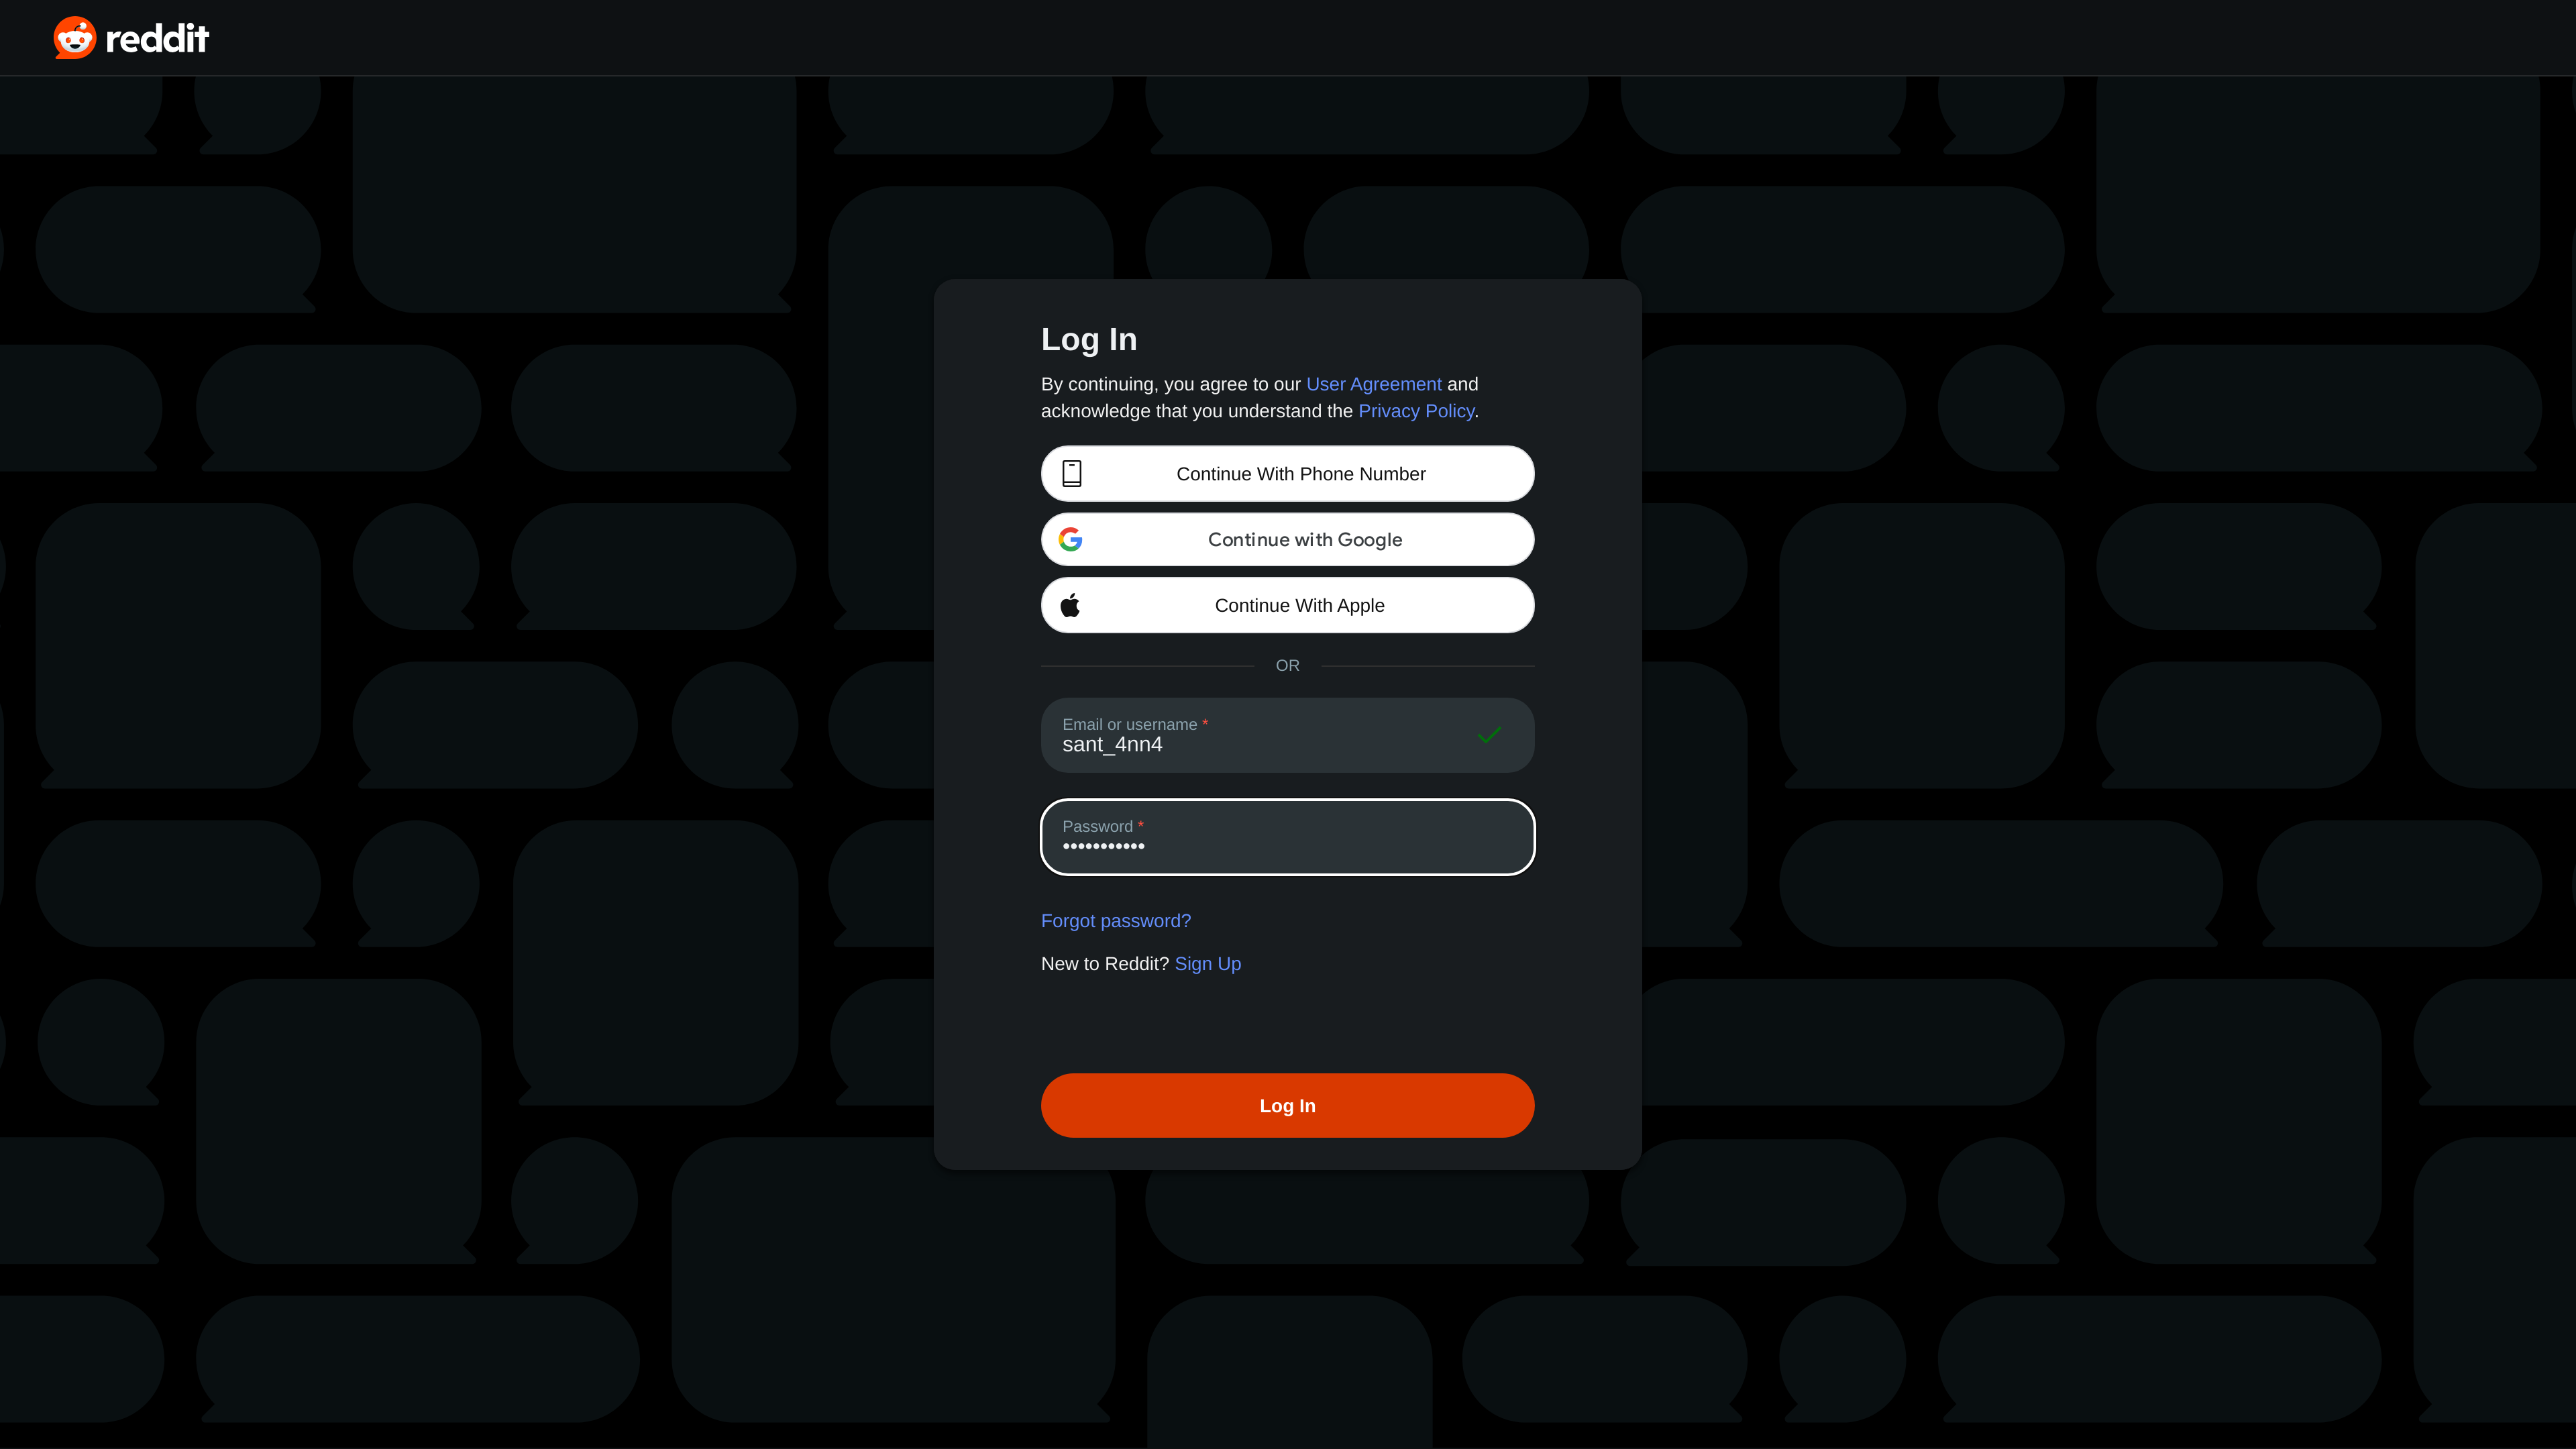 reddit
Log In
By continuing, you agree to our User Agreement and
acknowledge that you understand the Privacy Policy.
Continue With Phone Number
Continue with Google
Continue With Apple
OR
Email or username *
sant_4nn4
Password *
•••••••••••
Forgot password?
New to Reddit? Sign Up
Log In